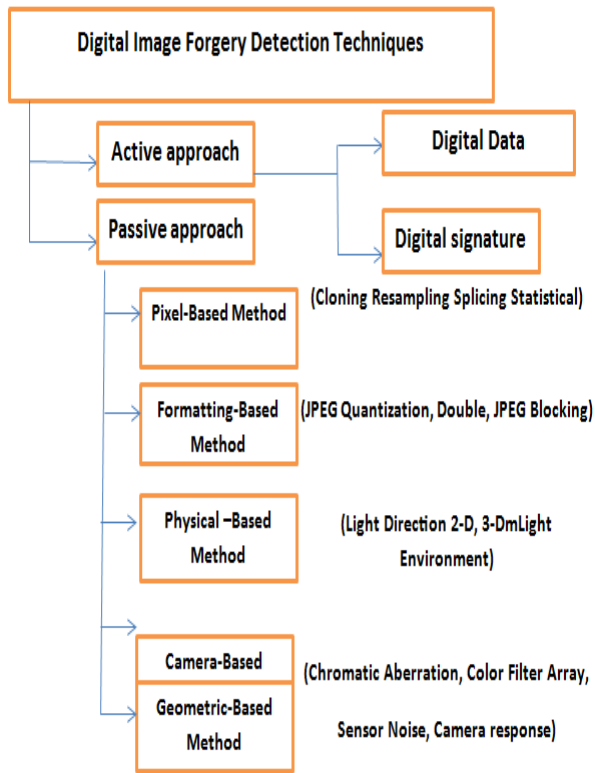 Digital Image Forgery Detection Techniques
Active approach
Digital Data
Passive approach
Digital signature
Pixel-Based Method
(Cloning Resampling Splicing Statistical)
Formatting-Based
Method
(JPEG Quantization, Double, JPEG Blocking)
Physical –Based
Method
(Light Direction 2-D, 3-DmLight
Environment)
Camera-Based
(Chromatic Aberration, Color Filter Array,
Geometric-Based
Method
Sensor Noise, Camera response)